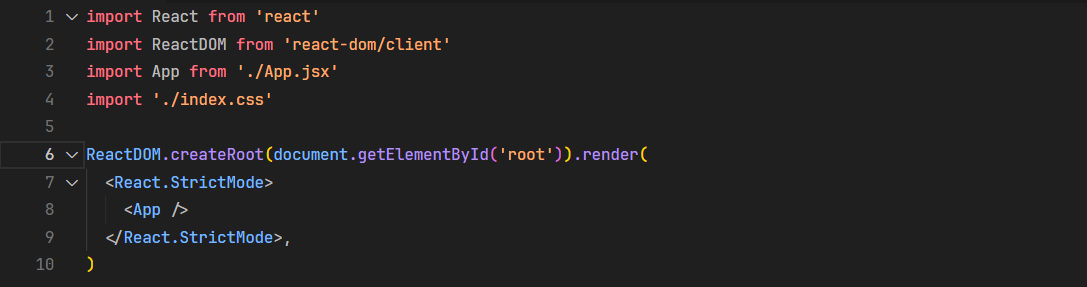 1 import React from 'react'
2 import ReactDOM from 'react-dom/client'
3 import App from './App.jsx'
4 import './index.css'
5
6 ReactDOM.createRoot(document.getElementById('root')).render(
7 <React.StrictMode>
8 <App />
9 </React.StrictMode>,
10 )